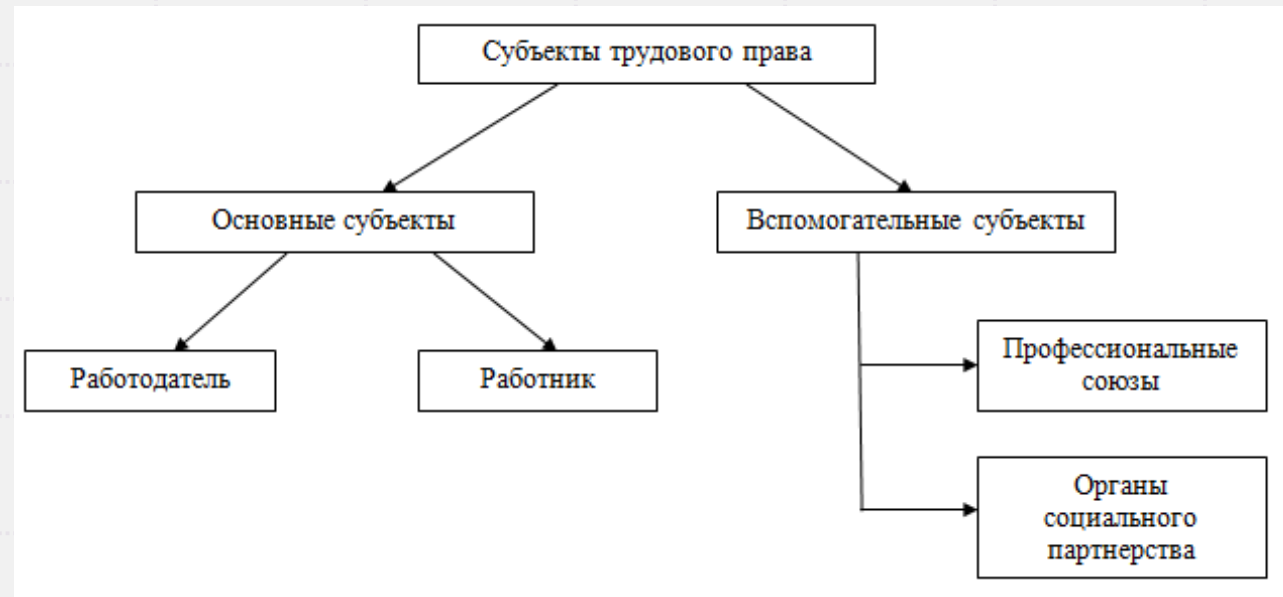 Субъекты трудового права
Основные субъекты
Вспомогательные субъекты
Работодатель
Работник
Профессиональные
союзы
Органы
социального
партнерства